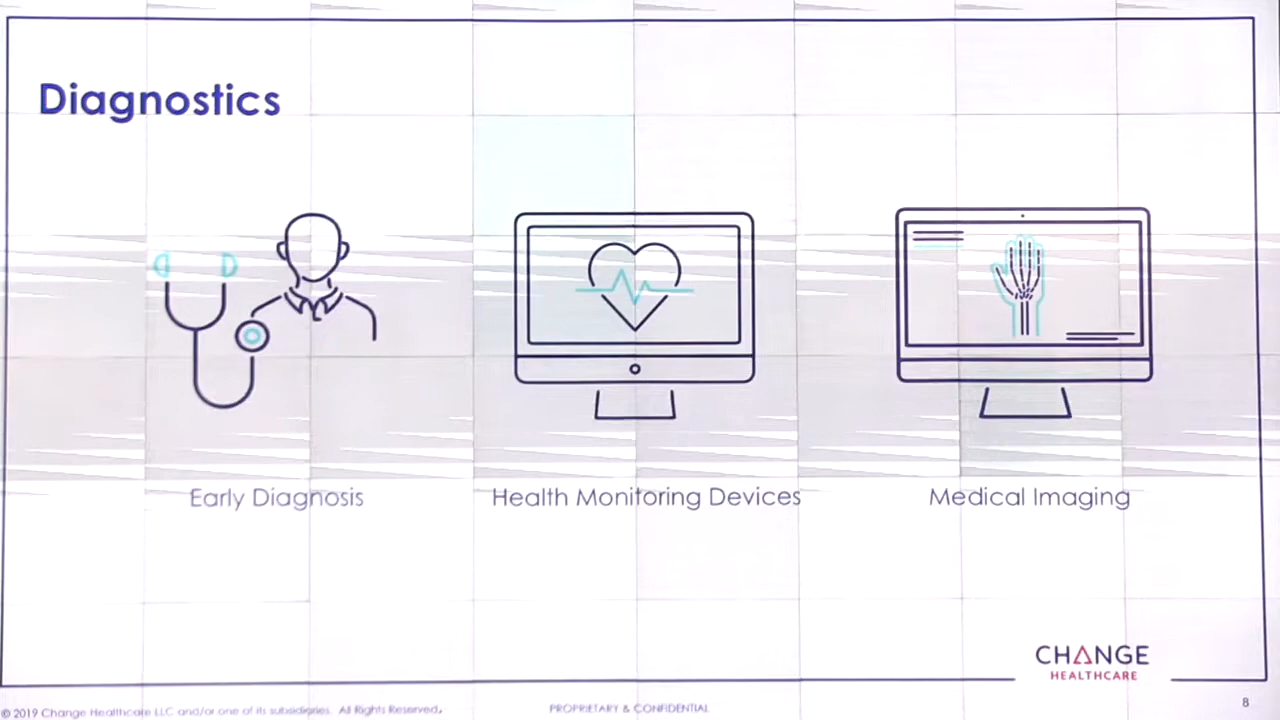 Diagnostics
Early Diagnosis
Health Monitoring Devices
Medical Imaging
CHANGE
HEALTHCARE
© 2019 Change Healthcare LLC and/or one of its subsidiaries. All Rights Reserved.
PROPRIETARY & CONFIDENTIAL
8